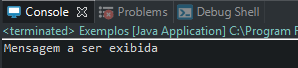 Console Problems Debug Shell
<terminated> Exemplos [Java Application] C:\Program F
Mensagem a ser exibida